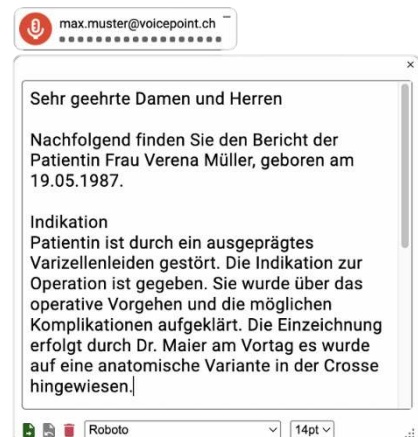 max.muster@voicepoint.ch
Sehr geehrte Damen und Herren
Nachfolgend finden Sie den Bericht der
Patientin Frau Verena Müller, geboren am
19.05.1987.
Indikation
Patientin ist durch ein ausgeprägtes
Varizellenleiden gestört. Die Indikation zur
Operation ist gegeben. Sie wurde über das
operative Vorgehen und die möglichen
Komplikationen aufgeklärt. Die Einzeichnung
erfolgt durch Dr. Maier am Vortag es wurde
auf eine anatomische Variante in der Crosse
hingewiesen.
Roboto 14pt